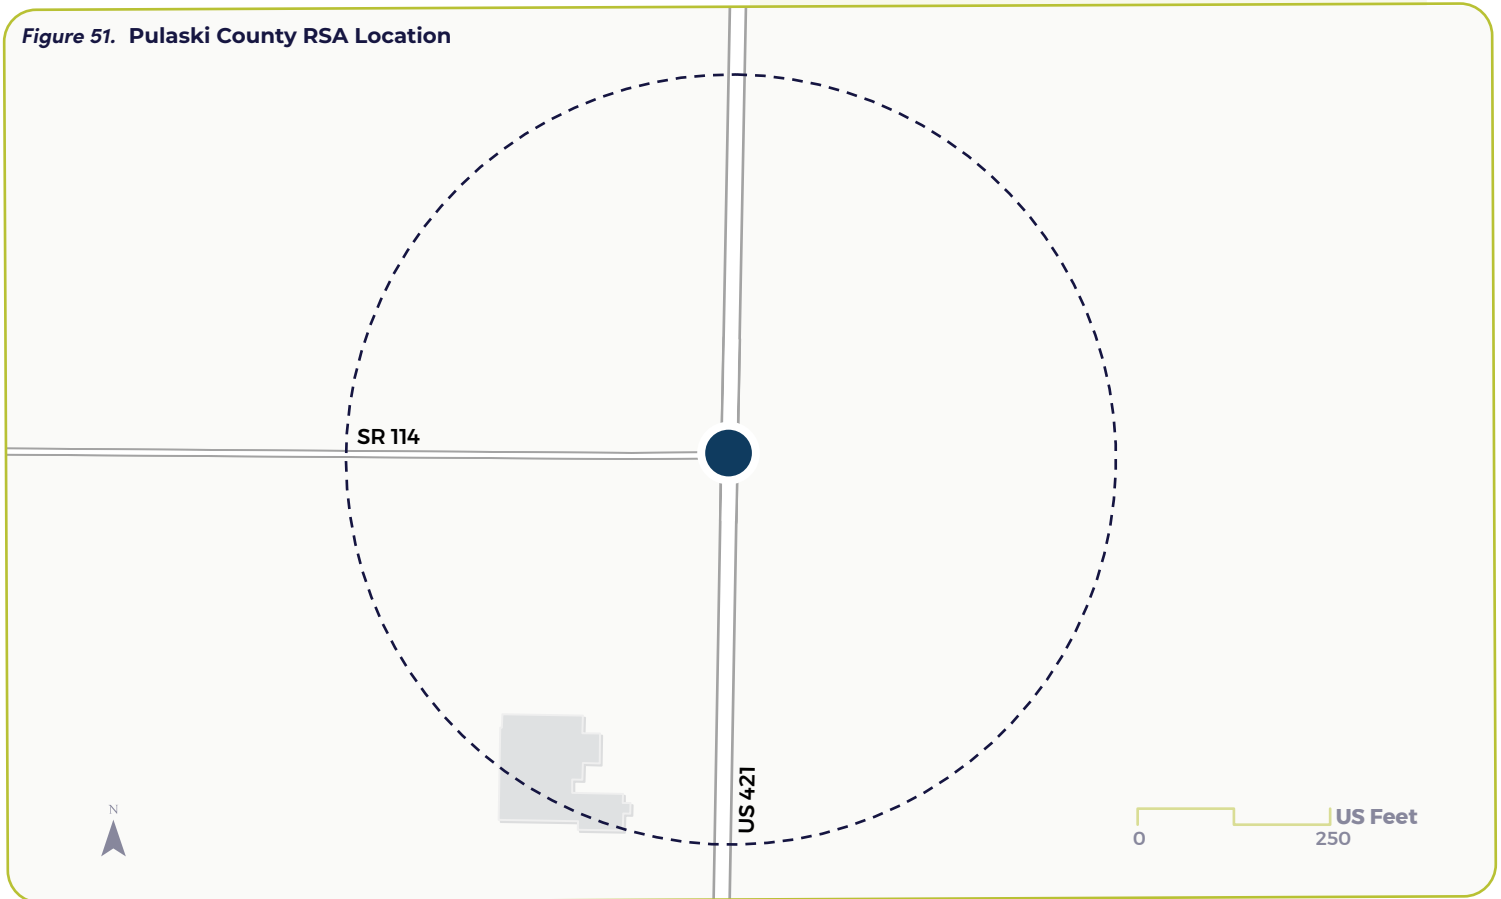 Figure 51. Pulaski County RSA Location
SR 114
US 421
N
US Feet
0 250